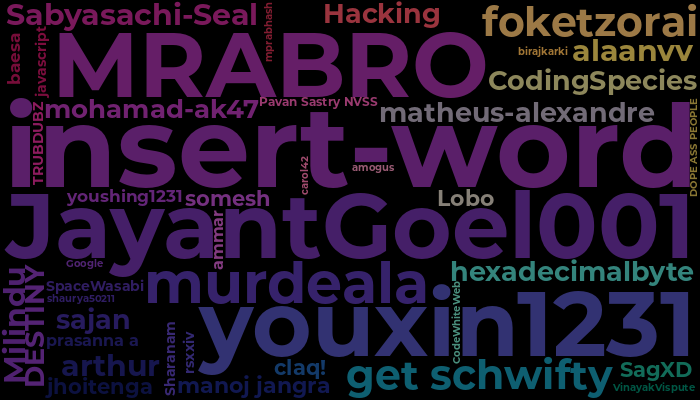 Sabyasachi-Seal
Hacking
foketzorai
mprabhash
baesa
javascript
MRABRO
birajkarki
alaanvv
CodingSpecies
Pavan Sastry NVSS
mohamad-ak47
matheus-alexandre
TRUBDUBZ
insert-word
DOPE ASS PEOPLE
carol42
amogus
youshing1231
somesh
Lobo
JayantGoel001
ammar
Google
hexadecimalbyte
Millindu
DESTINY
SpaceWasabi
shaurya50211
murdeala
youxin1231
CodeWhiteWeb
sajan
prasanna a
Sharanam
rsxxiv
arthur
claq!
get schwifty
SagXD
jhoitenga
manoj jangra
VinayakVispute